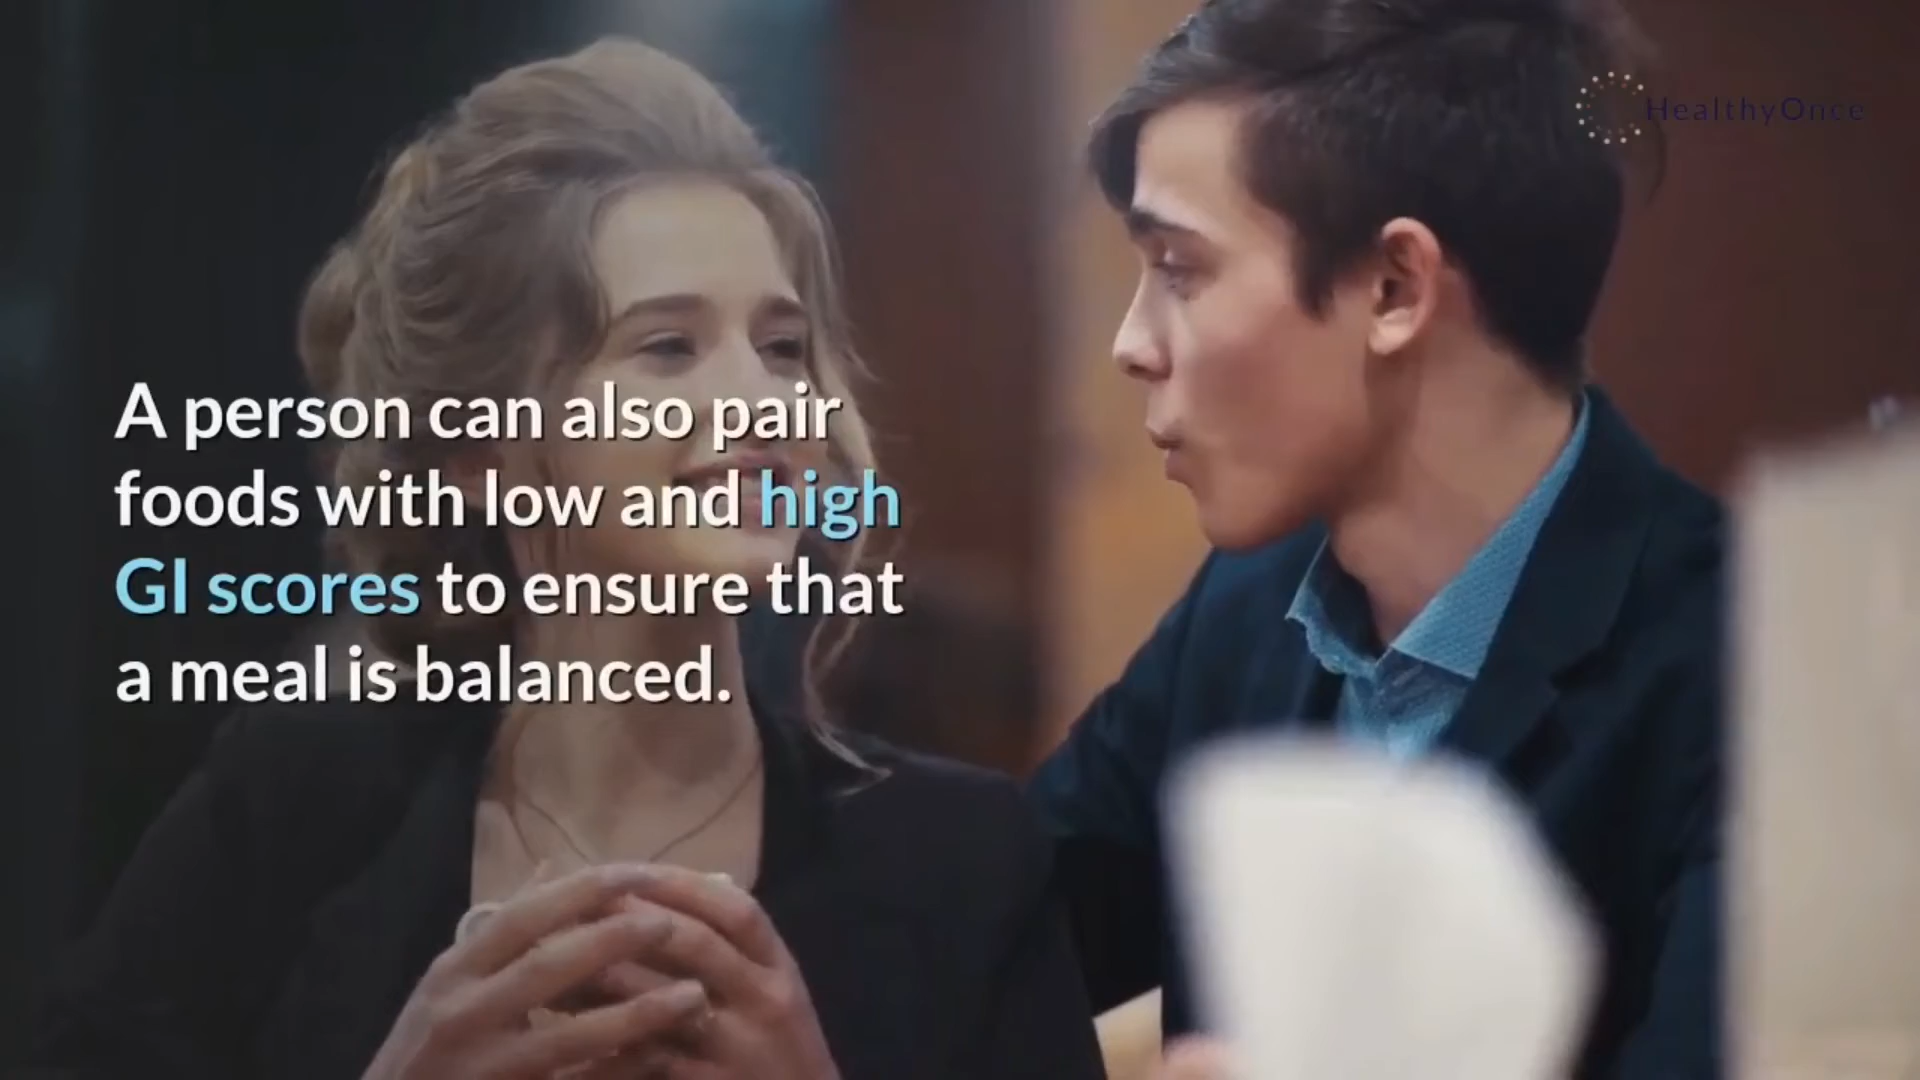 HealthyOnce
A person can also pair
foods with low and high
GI scores to ensure that
a meal is balanced.